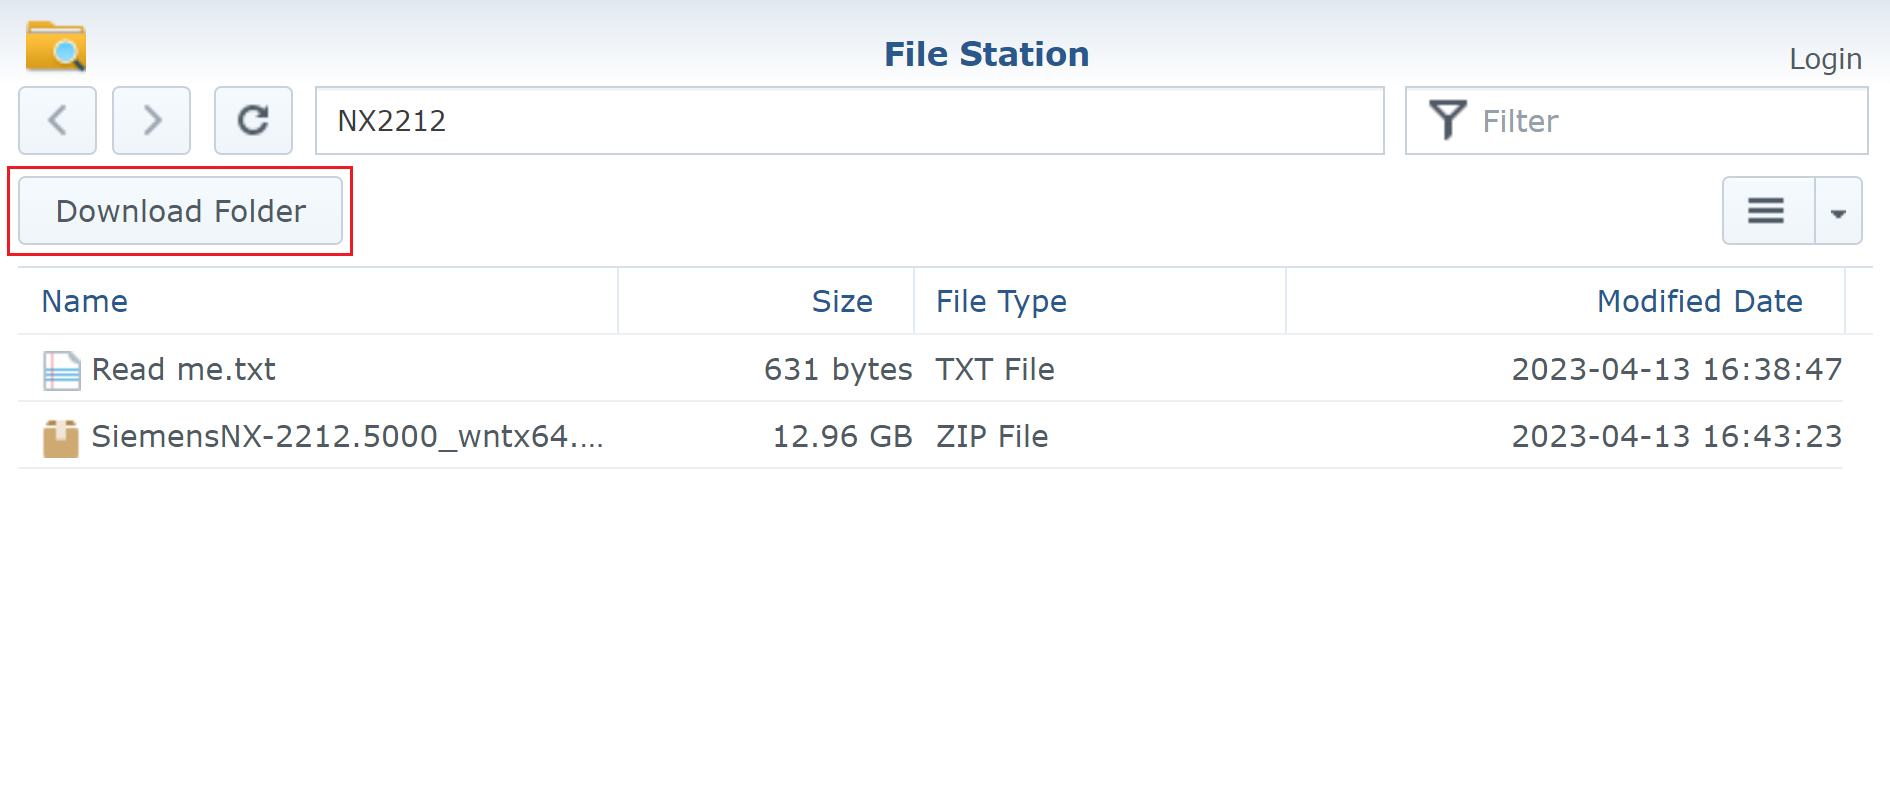 File Station
Login
NX2212
Filter
Download Folder
Name Size File Type Modified Date
Read me.txt 631 bytes TXT File 2023-04-13 16:38:47
SiemensNX-2212.5000_wntx64.... 12.96 GB ZIP File 2023-04-13 16:43:23